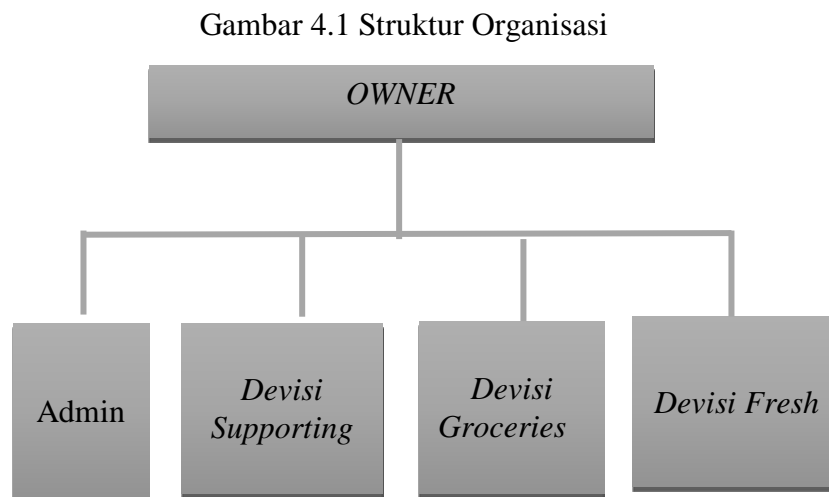 Gambar 4.1 Struktur Organisasi
OWNER
Admin
Devisi
Supporting
Devisi
Groceries
Devisi Fresh